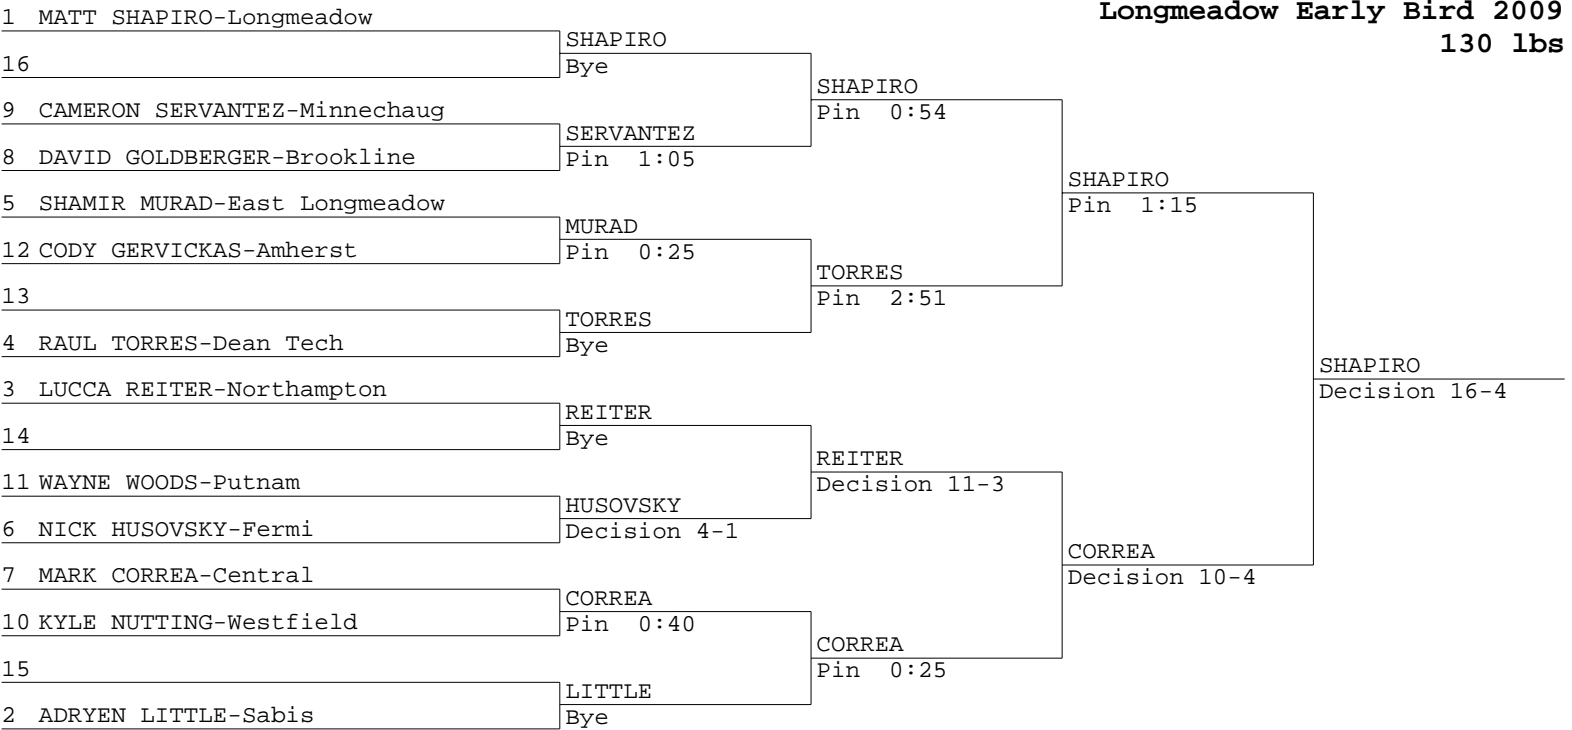 Longmeadow Early Bird 2009
130 lbs
1 MATT SHAPIRO-Longmeadow
16
9 CAMERON SERVANTEZ-Minnechaug
8 DAVID GOLDBERGER-Brookline
5 SHAMIR MURAD-East Longmeadow
12 CODY GERVICKAS-Amherst
13
4 RAUL TORRES-Dean Tech
3 LUCCA REITER-Northampton
14
11 WAYNE WOODS-Putnam
6 NICK HUSOVSKY-Fermi
7 MARK CORREA-Central
10 KYLE NUTTING-Westfield
15
2 ADRYEN LITTLE-Sabis
SHAPIRO
Bye
SERVANTEZ
Pin 1:05
MURAD
Pin 0:25
TORRES
Bye
REITER
Bye
HUSOVSKY
Decision 4-1
CORREA
Pin 0:40
LITTLE
Bye
SHAPIRO
Pin 0:54
TORRES
Pin 2:51
REITER
Decision 11-3
CORREA
Pin 0:25
SHAPIRO
Pin 1:15
CORREA
Decision 10-4
SHAPIRO
Decision 16-4